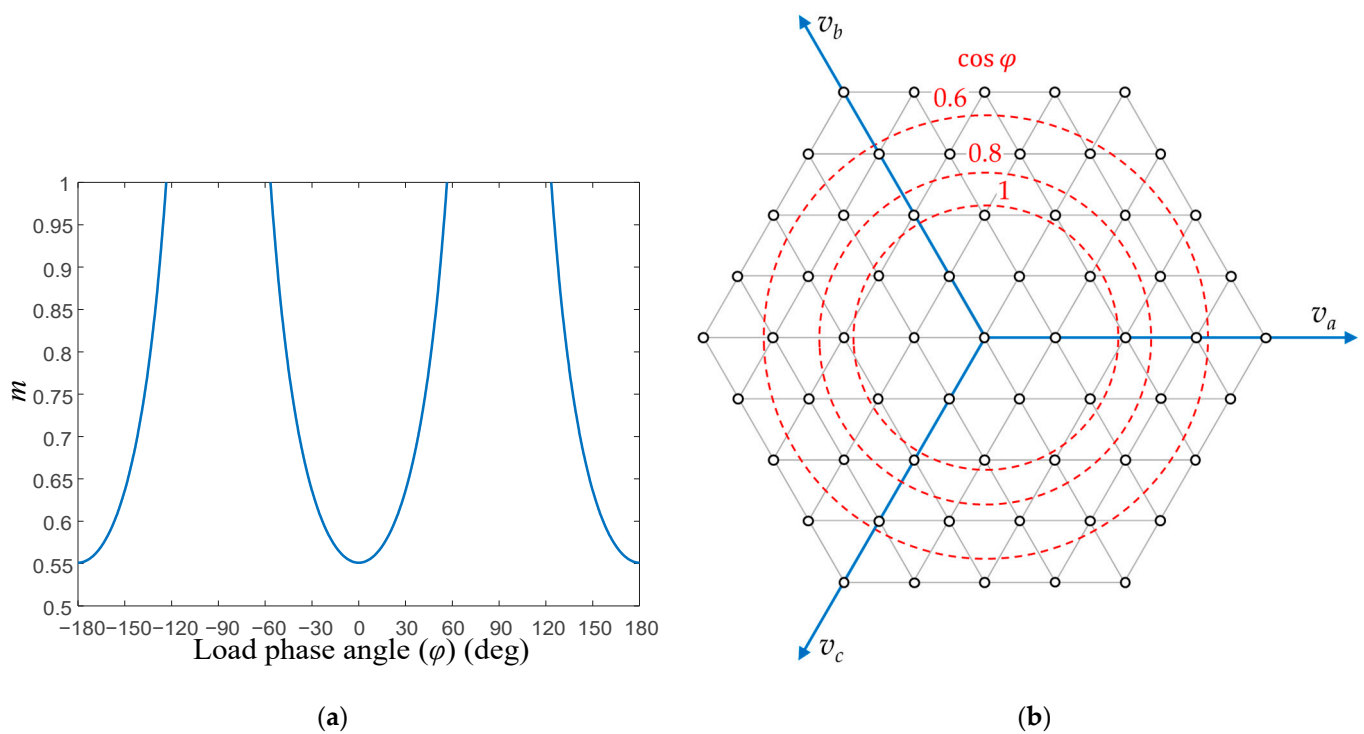 1
0.95
0.9
0.85
0.8
0.75
0.7
0.65
0.6
0.55
0.5
m
−180 −150 −120 −90 −60 −30 0 30 60 90 120 150 180
Load phase angle (φ) (deg)
(a)
v_b
cos φ
0.6
0.8
1
v_a
v_c
(b)